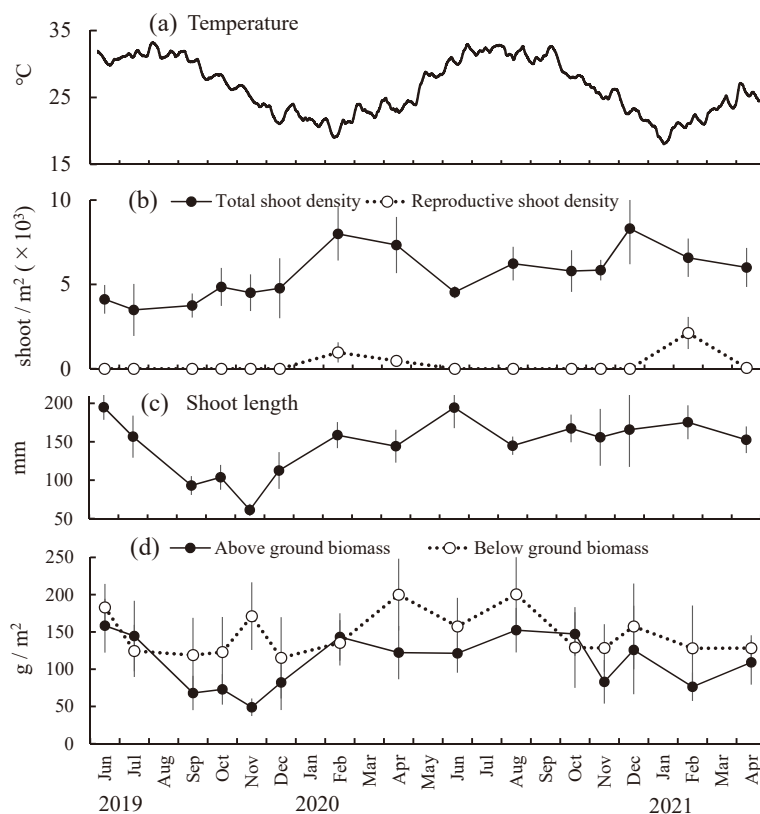 (a) Temperature
35
25
15
°C
(b) Total shoot density Reproductive shoot density
10
5
0
shoot / m² ( × 10³)
(c) Shoot length
200
150
100
50
mm
(d) Above ground biomass Below ground biomass
250
200
150
100
50
0
g / m²
Jun Jul Aug Sep Oct Nov Dec Jan Feb Mar Apr May Jun Jul Aug Sep Oct Nov Dec Jan Feb Mar Apr
2019 2020 2021